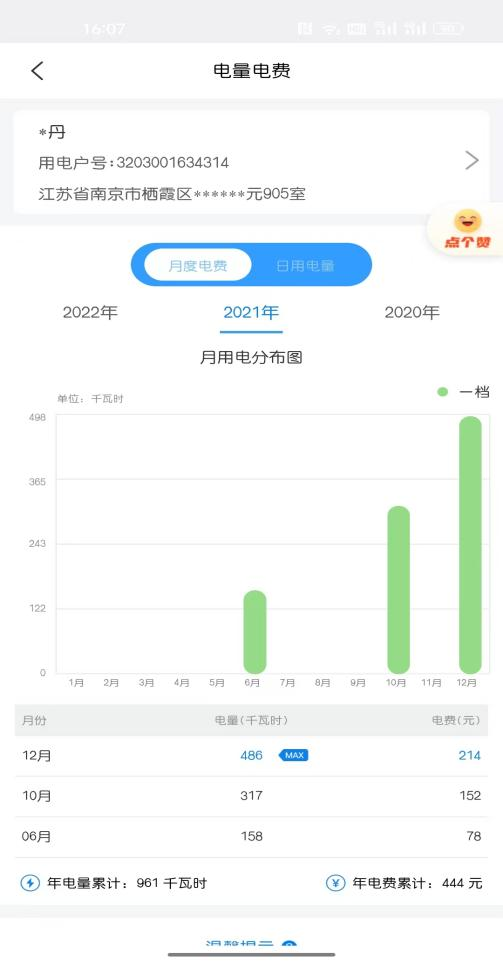 16:07
电量电费
*丹
用电户号:3203001634314
江苏省南京市栖霞区******元905室
点个赞
月度电费 日用电量
2022年 2021年 2020年
月用电分布图
单位：千瓦时 一档
498
365
243
122
0
1月 2月 3月 4月 5月 6月 7月 8月 9月 10月 11月 12月
月份 电量(千瓦时) 电费(元)
12月 486 MAX 214
10月 317 152
06月 158 78
年电量累计：961 千瓦时 ¥ 年电费累计：444 元